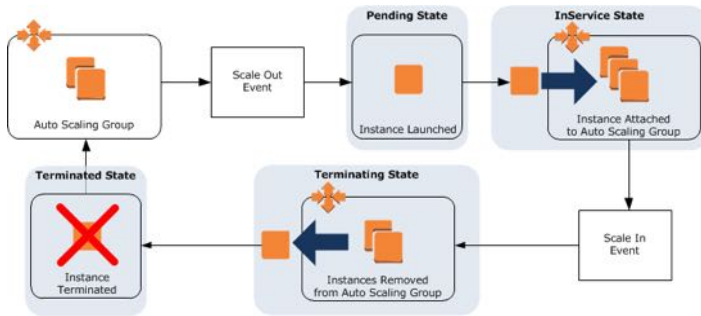 Pending State
InService State
Auto Scaling Group
Scale Out
Event
Instance Launched
Instance Attached
to Auto Scaling Group
Terminated State
Terminating State
Instance
Terminated
Instances Removed
from Auto Scaling Group
Scale In
Event